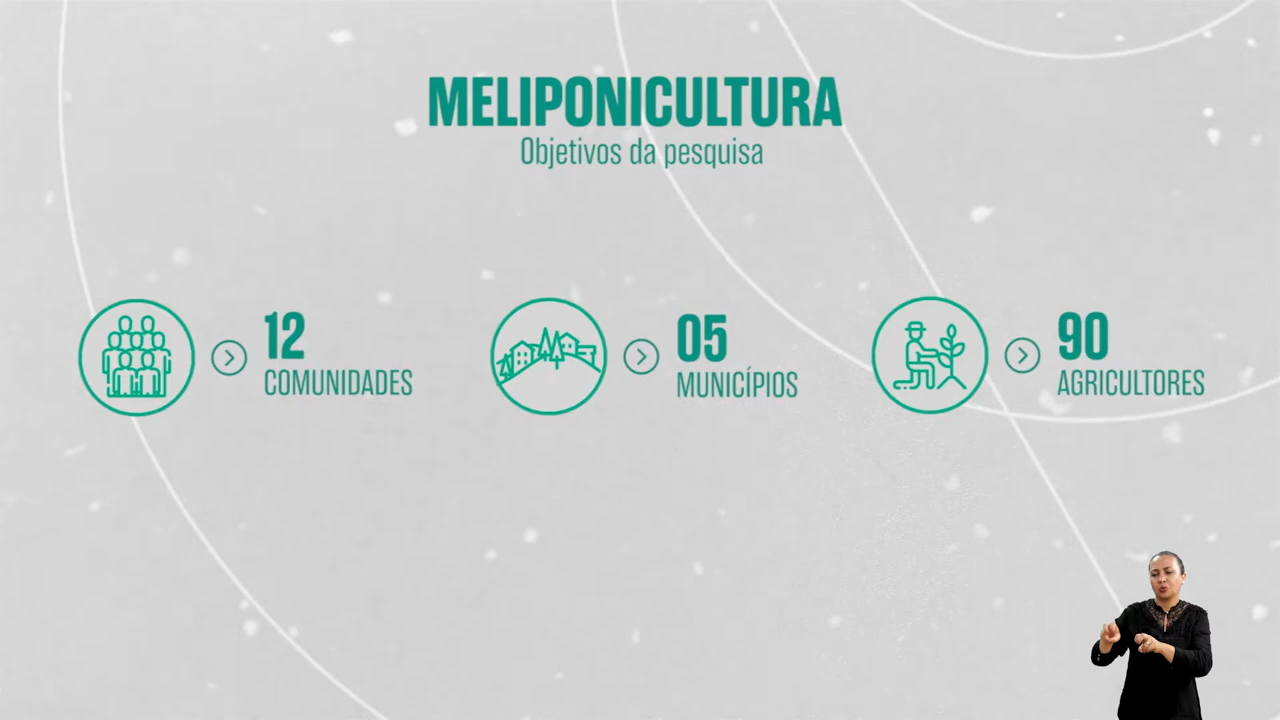 MELIPONICULTURA
Objetivos da pesquisa
12
COMUNIDADES
05
MUNICÍPIOS
90
AGRICULTORES